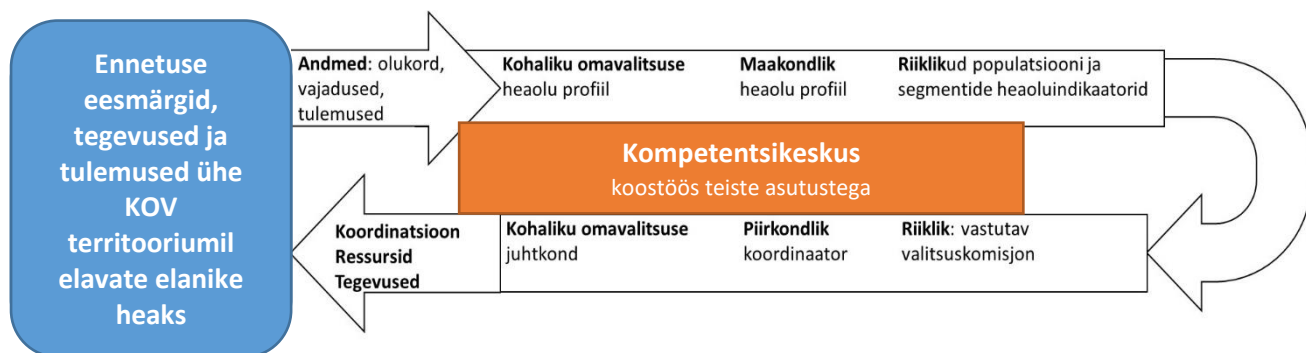 Ennetuse
eesmärgid,
tegevused ja
tulemused ühe
KOV
territooriumil
elavate elanike
heaks
Andmed: olukord,
vajadused,
tulemused
Kohaliku omavalitsuse
heaolu profiil
Maakondlik
heaolu profiil
Riiklikud populatsiooni ja
segmentide heaoluindikaatorid
Kompetentsikeskus
koostöös teiste asutustega
Koordinatsioon
Ressursid
Tegevused
Kohaliku omavalitsuse
juhtkond
Piirkondlik
koordinaator
Riiklik: vastutav
valitsuskomisjon